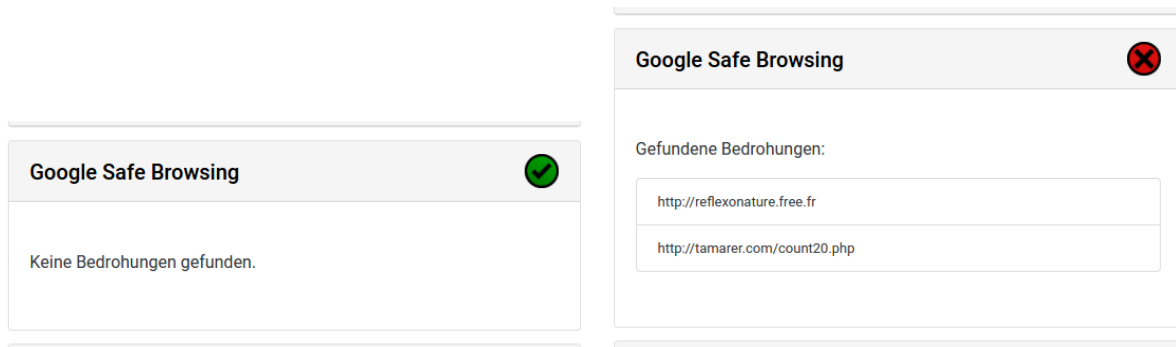 Google Safe Browsing
Keine Bedrohungen gefunden.
Google Safe Browsing
Gefundene Bedrohungen:
http://reflexonature.free.fr
http://tamarer.com/count20.php